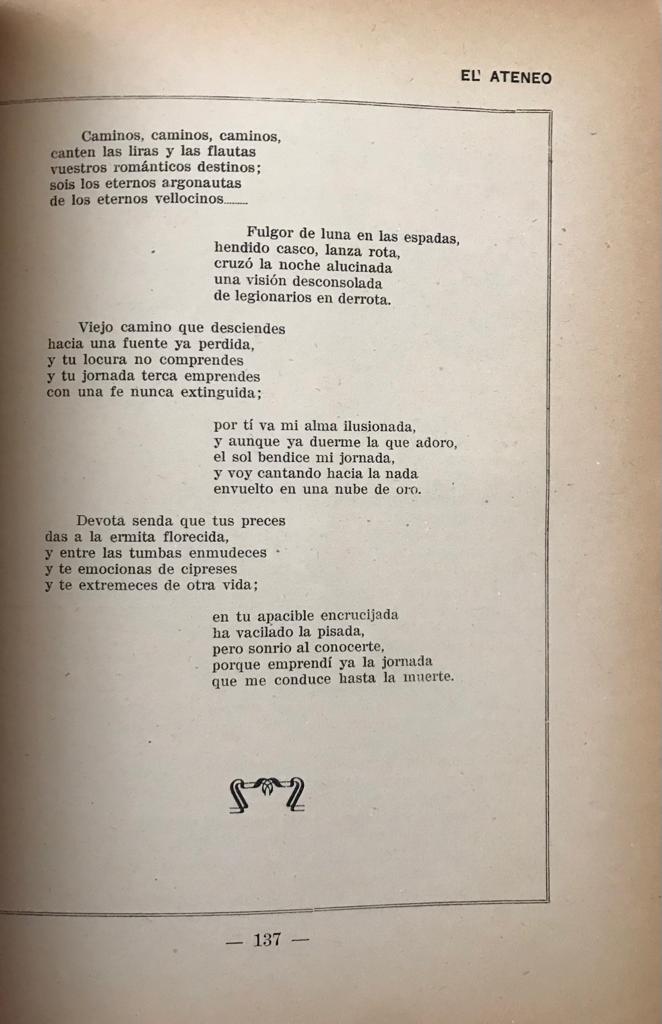 EL' ATENEO
Caminos, caminos, caminos,
canten las liras y las flautas
vuestros románticos destinos;
sois los eternos argonautas
de los eternos vellocinos........
Fulgor de luna en las espadas,
hendido casco, lanza rota,
cruzó la noche alucinada
una visión desconsolada
de legionarios en derrota.
Viejo camino que desciendes
hacia una fuente ya perdida,
y tu locura no comprendes
y tu jornada terca emprendes
con una fe nunca extinguida;
por tí va mi alma ilusionada,
y aunque ya duerme la que adoro,
el sol bendice mi jornada,
y voy cantando hacia la nada
envuelto en una nube de oro.
Devota senda que tus preces
das a la ermita florecida,
y entre las tumbas enmudeces
y te emocionas de cipreses
y te extremeces de otra vida;
en tu apacible encrucijada
ha vacilado la pisada,
pero sonrio al conocerte,
porque emprendí ya la jornada
que me conduce hasta la muerte.
— 137 —